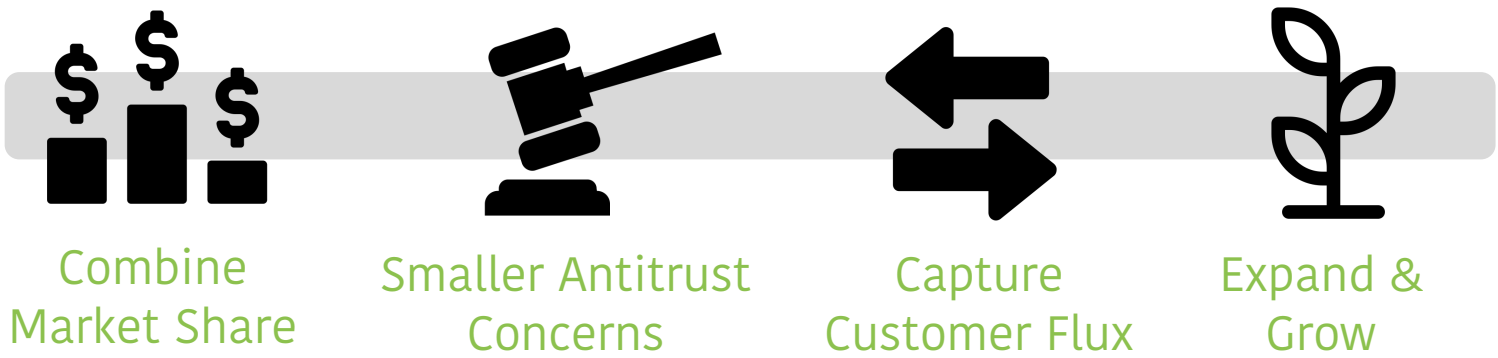 $ $ $
Combine
Market Share
Smaller Antitrust
Concerns
Capture
Customer Flux
Expand &
Grow